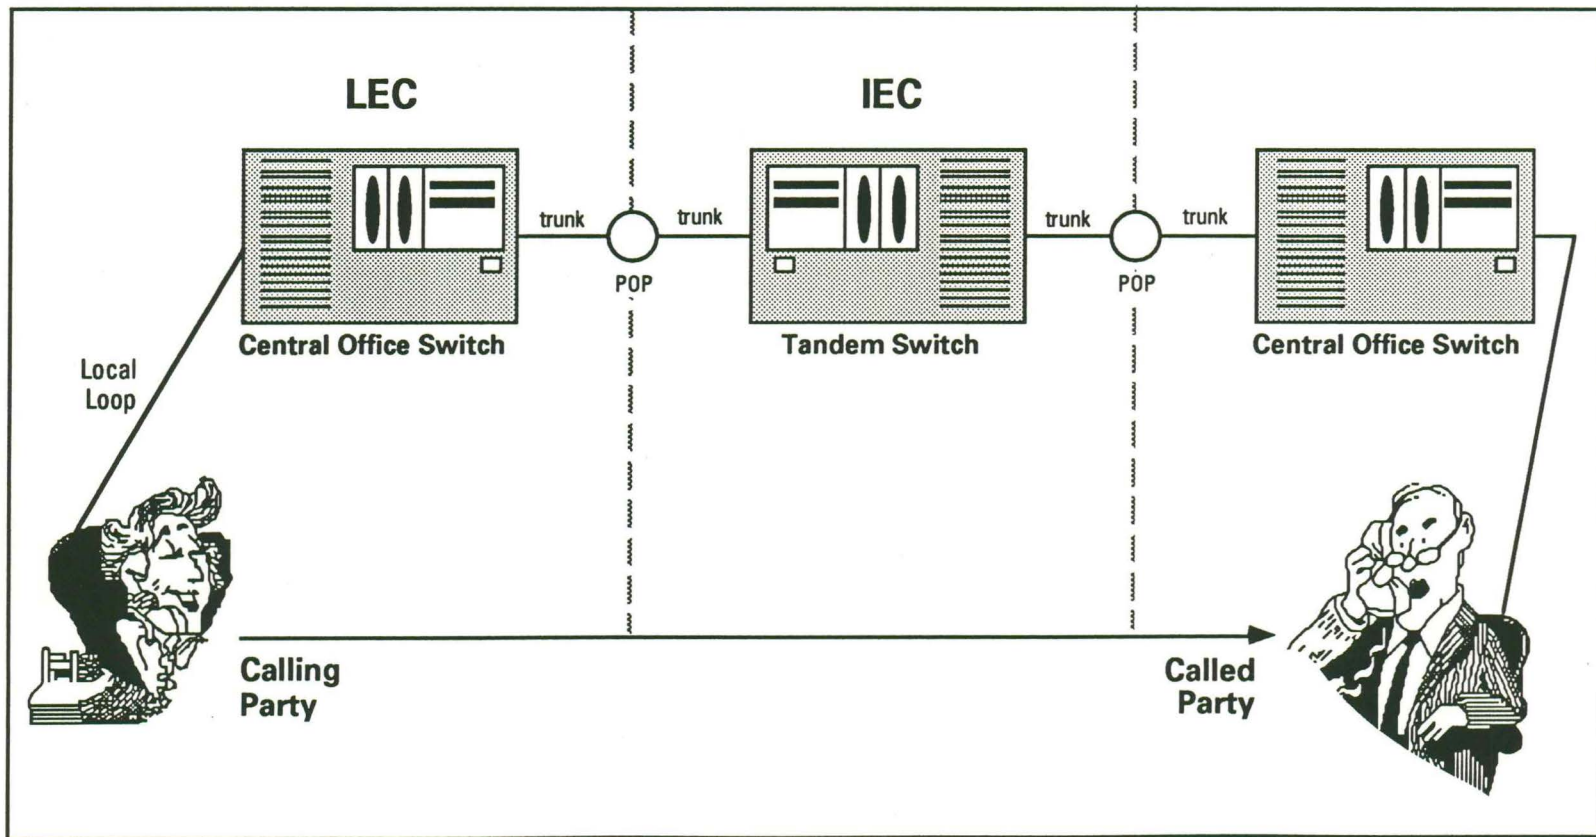 LEC
IEC
trunk
trunk
trunk
trunk
POP
POP
Central Office Switch
Tandem Switch
Central Office Switch
Local
Loop
Calling
Party
Called
Party